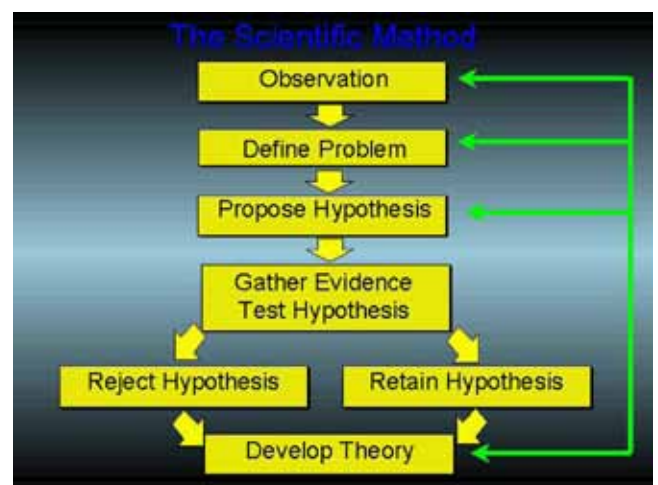 The Scientific Method
Observation
Define Problem
Propose Hypothesis
Gather Evidence
Test Hypothesis
Reject Hypothesis
Retain Hypothesis
Develop Theory